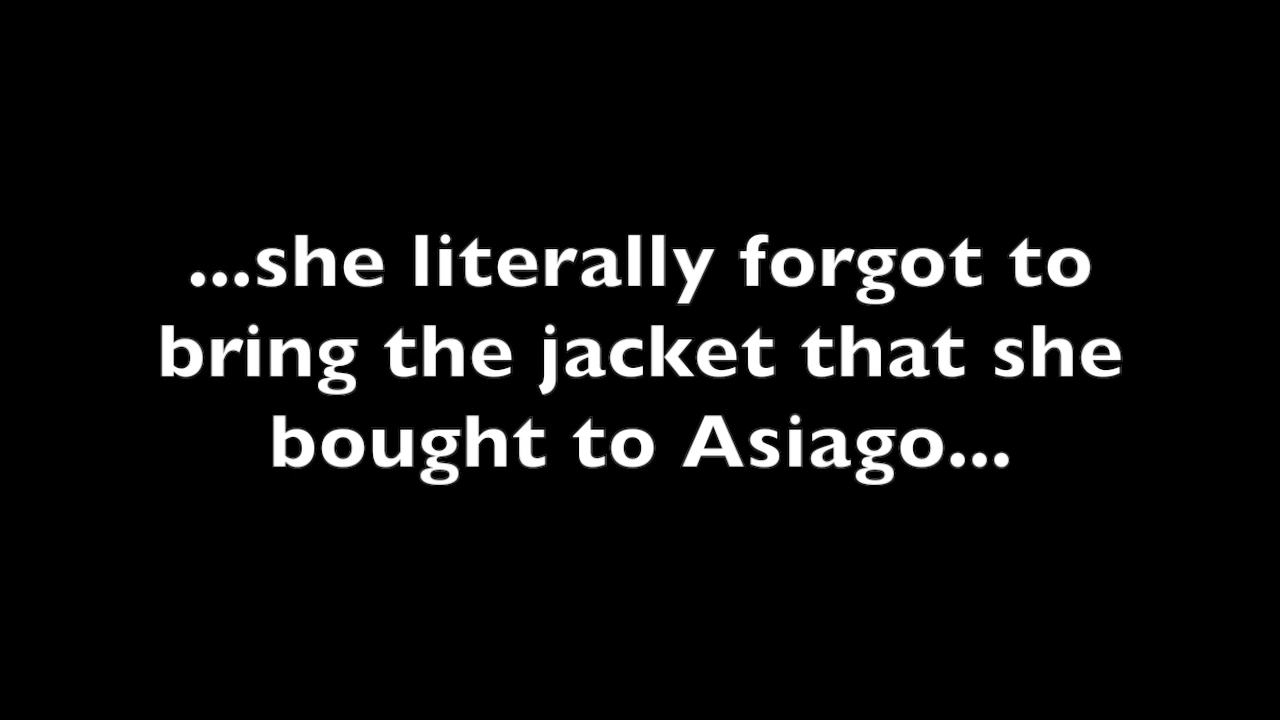 ...she literally forgot to
bring the jacket that she
bought to Asiago...